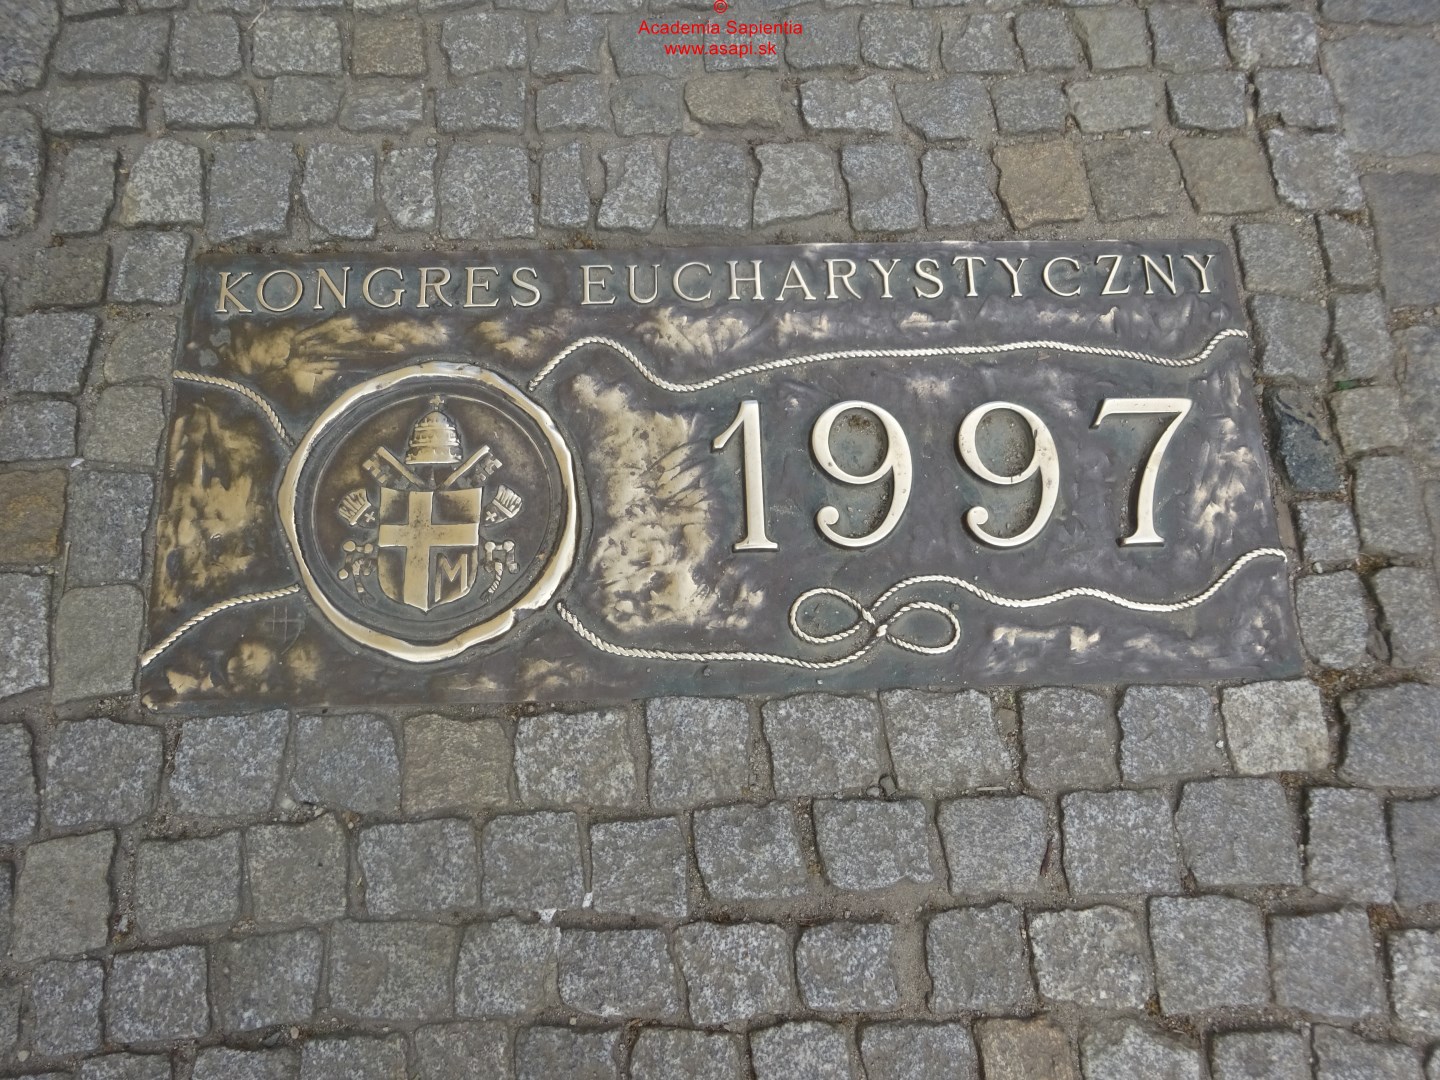 ©
Academia Sapientia
www.asapi.sk
KONGRES EUCHARYSTYCZNY
1997
M